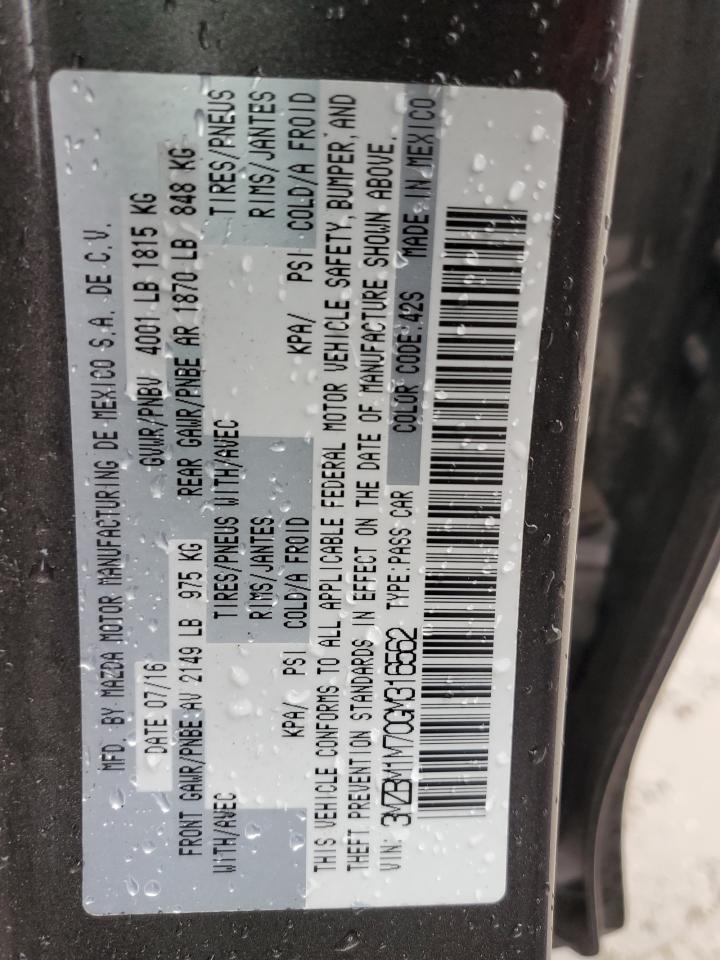 MFD. BY MAZDA MOTOR MANUFACTURING DE MEXICO S.A. DE C.V.
DATE 07/16 GVWR/PNBV 4001 LB 1815 KG
FRONT GAWR/PNBE AV 2149 LB 975 KG REAR GAWR/PNBE AR 1870 LB 848 KG
WITH/AVEC TIRES/PNEUS WITH/AVEC TIRES/PNEUS
RIMS/JANTES RIMS/JANTES
KPA/ PSI COLD/A FROID KPA/ PSI COLD/A FROID
THIS VEHICLE CONFORMS TO ALL APPLICABLE FEDERAL MOTOR VEHICLE SAFETY, BUMPER, AND
THEFT PREVENTION STANDARDS IN EFFECT ON THE DATE OF MANUFACTURE SHOWN ABOVE.
VIN: 3MZBM1M70GM316562 TYPE:PASS CAR COLOR CODE:42S MADE IN MEXICO